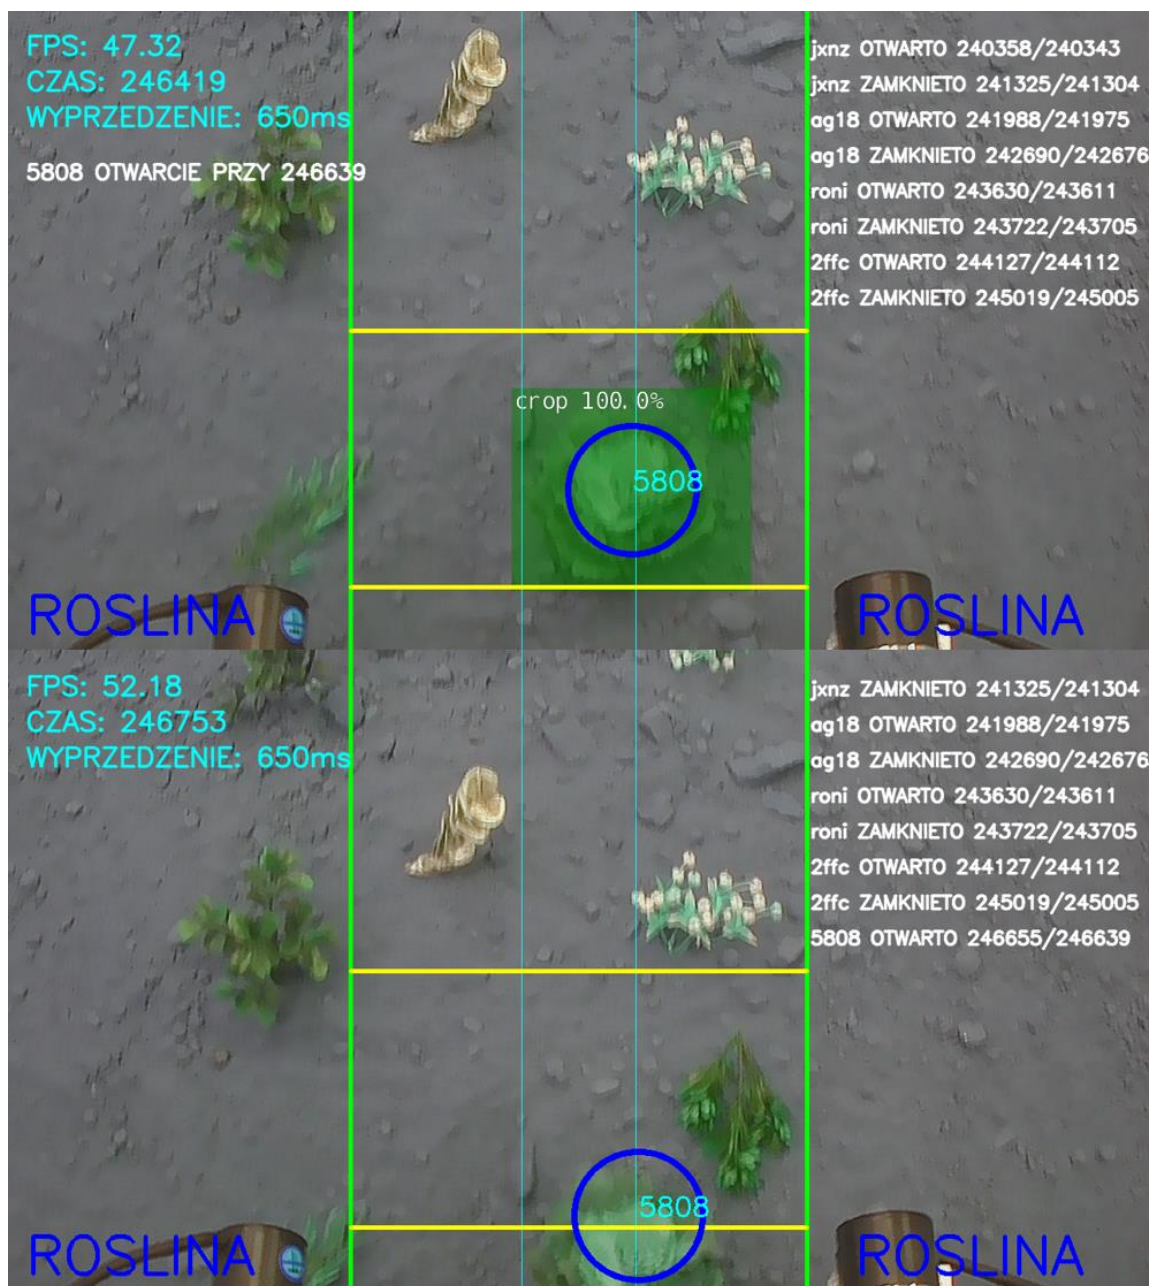 FPS: 47.32
CZAS: 246419
WYPRZEDZENIE: 650ms
5808 OTWARCIE PRZY 246639
jxnz OTWARTO 240358/240343
jxnz ZAMKNIETO 241325/241304
ag18 OTWARTO 241988/241975
ag18 ZAMKNIETO 242690/242676
roni OTWARTO 243630/243611
roni ZAMKNIETO 243722/243705
2ffc OTWARTO 244127/244112
2ffc ZAMKNIETO 245019/245005
crop 100.0%
5808
ROSLINA
ROSLINA
FPS: 52.18
CZAS: 246753
WYPRZEDZENIE: 650ms
jxnz ZAMKNIETO 241325/241304
ag18 OTWARTO 241988/241975
ag18 ZAMKNIETO 242690/242676
roni OTWARTO 243630/243611
roni ZAMKNIETO 243722/243705
2ffc OTWARTO 244127/244112
2ffc ZAMKNIETO 245019/245005
5808 OTWARTO 246655/246639
5808
ROSLINA
ROSLINA